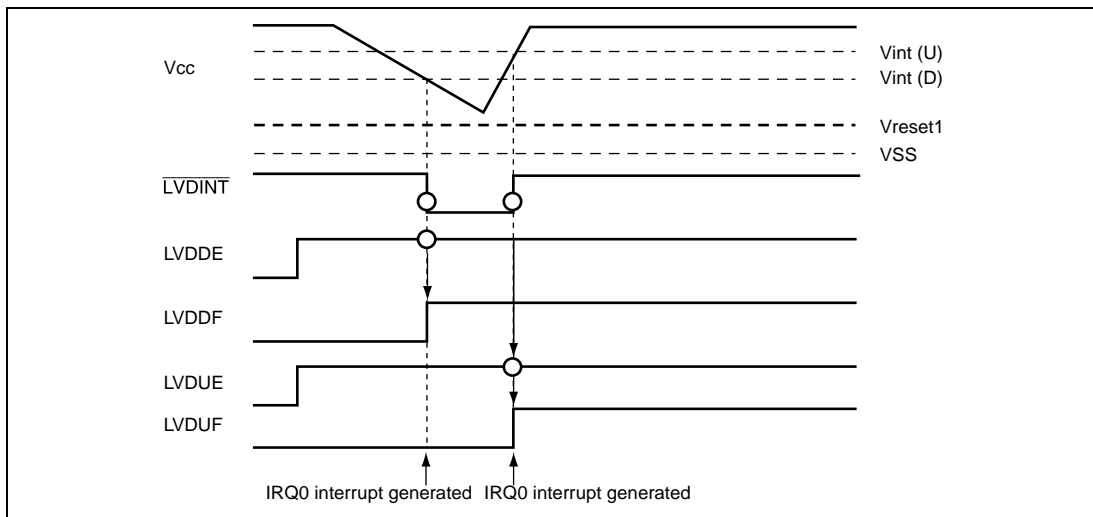 Vcc
Vint (U)
Vint (D)
Vreset1
VSS
LVDINT
LVDDE
LVDDF
LVDUE
LVDUF
IRQ0 interrupt generated IRQ0 interrupt generated